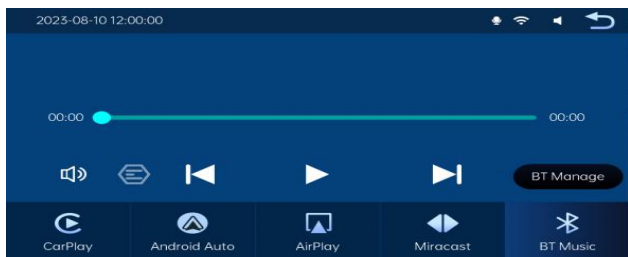 2023-08-10 12:00:00
00:00 00:00
BT Manage
CarPlay Android Auto AirPlay Miracast BT Music